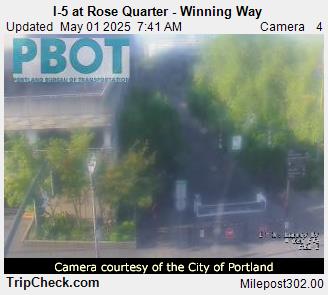 I-5 at Rose Quarter - Winning Way
Updated May 01 2025 7:41 AM Camera 4
PBOT
PORTLAND BUREAU OF TRANSPORTATION
Camera courtesy of the City of Portland
TripCheck.com Milepost302.00